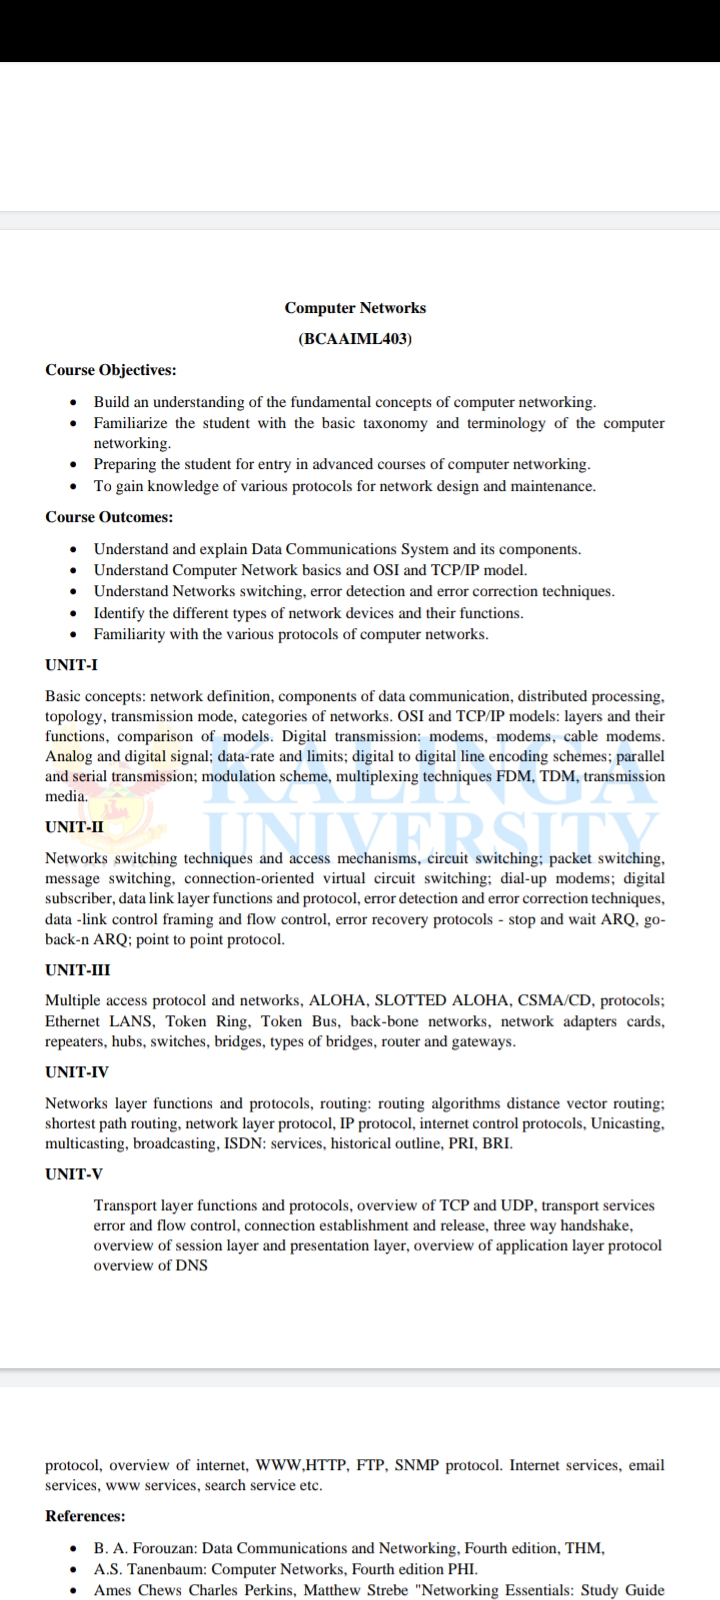 Computer Networks
(BCAAIML403)
Course Objectives:
• Build an understanding of the fundamental concepts of computer networking.
• Familiarize the student with the basic taxonomy and terminology of the computer
networking.
• Preparing the student for entry in advanced courses of computer networking.
• To gain knowledge of various protocols for network design and maintenance.
Course Outcomes:
• Understand and explain Data Communications System and its components.
• Understand Computer Network basics and OSI and TCP/IP model.
• Understand Networks switching, error detection and error correction techniques.
• Identify the different types of network devices and their functions.
• Familiarity with the various protocols of computer networks.
UNIT-I
Basic concepts: network definition, components of data communication, distributed processing,
topology, transmission mode, categories of networks. OSI and TCP/IP models: layers and their
functions, comparison of models. Digital transmission: modems, modems, cable modems.
Analog and digital signal; data-rate and limits; digital to digital line encoding schemes; parallel
and serial transmission; modulation scheme, multiplexing techniques FDM, TDM, transmission
media.
KALINGA
UNIVERSITY
UNIT-II
Networks switching techniques and access mechanisms, circuit switching; packet switching,
message switching, connection-oriented virtual circuit switching; dial-up modems; digital
subscriber, data link layer functions and protocol, error detection and error correction techniques,
data -link control framing and flow control, error recovery protocols - stop and wait ARQ, go-
back-n ARQ; point to point protocol.
UNIT-III
Multiple access protocol and networks, ALOHA, SLOTTED ALOHA, CSMA/CD, protocols;
Ethernet LANS, Token Ring, Token Bus, back-bone networks, network adapters cards,
repeaters, hubs, switches, bridges, types of bridges, router and gateways.
UNIT-IV
Networks layer functions and protocols, routing: routing algorithms distance vector routing;
shortest path routing, network layer protocol, IP protocol, internet control protocols, Unicasting,
multicasting, broadcasting, ISDN: services, historical outline, PRI, BRI.
UNIT-V
Transport layer functions and protocols, overview of TCP and UDP, transport services
error and flow control, connection establishment and release, three way handshake,
overview of session layer and presentation layer, overview of application layer protocol
overview of DNS
protocol, overview of internet, WWW,HTTP, FTP, SNMP protocol. Internet services, email
services, www services, search service etc.
References:
• B. A. Forouzan: Data Communications and Networking, Fourth edition, THM,
• A.S. Tanenbaum: Computer Networks, Fourth edition PHI.
• Ames Chews Charles Perkins, Matthew Strebe "Networking Essentials: Study Guide